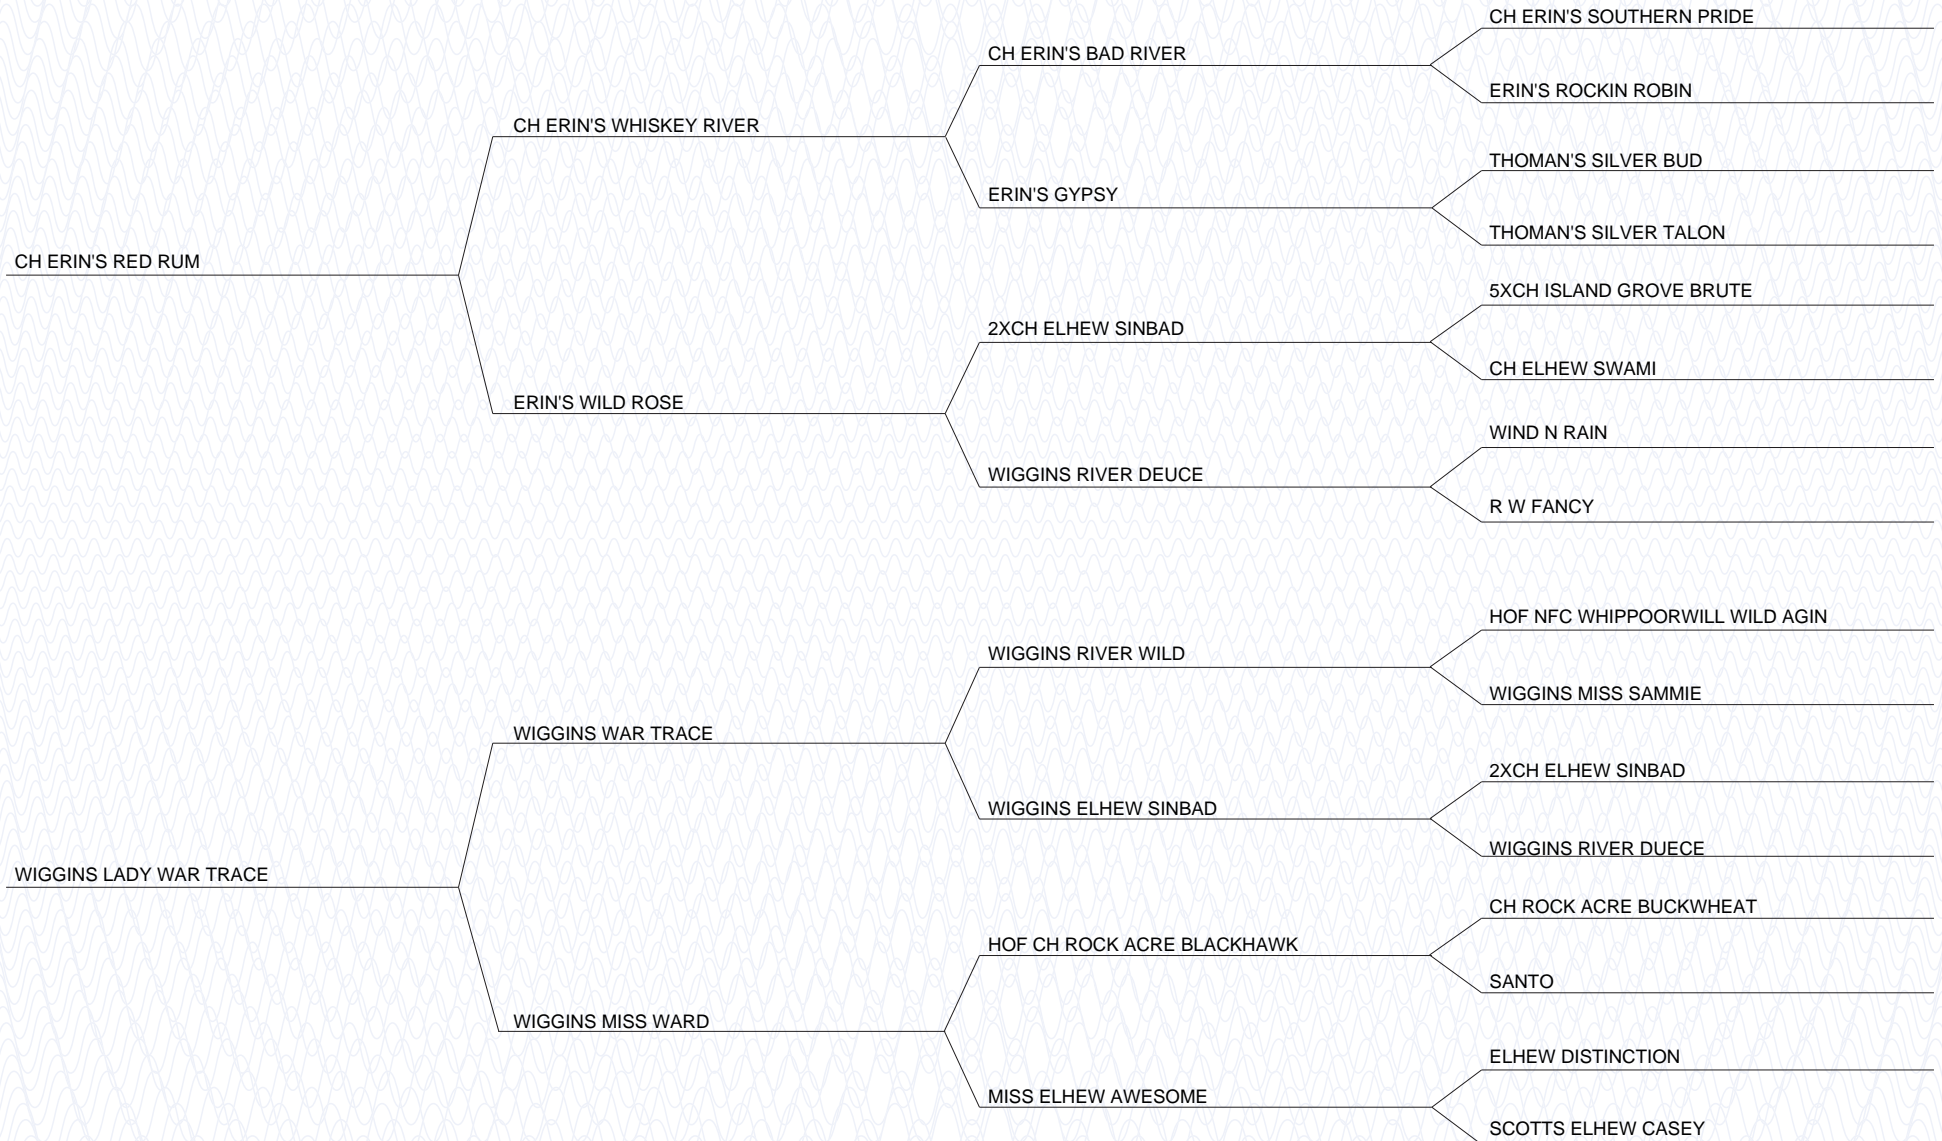 CH ERIN'S SOUTHERN PRIDE
CH ERIN'S BAD RIVER
ERIN'S ROCKIN ROBIN
CH ERIN'S WHISKEY RIVER
THOMAN'S SILVER BUD
ERIN'S GYPSY
THOMAN'S SILVER TALON
CH ERIN'S RED RUM
5XCH ISLAND GROVE BRUTE
2XCH ELHEW SINBAD
CH ELHEW SWAMI
ERIN'S WILD ROSE
WIND N RAIN
WIGGINS RIVER DEUCE
R W FANCY
HOF NFC WHIPPOORWILL WILD AGIN
WIGGINS RIVER WILD
WIGGINS MISS SAMMIE
WIGGINS WAR TRACE
2XCH ELHEW SINBAD
WIGGINS ELHEW SINBAD
WIGGINS RIVER DUECE
WIGGINS LADY WAR TRACE
CH ROCK ACRE BUCKWHEAT
HOF CH ROCK ACRE BLACKHAWK
SANTO
WIGGINS MISS WARD
ELHEW DISTINCTION
MISS ELHEW AWESOME
SCOTTS ELHEW CASEY